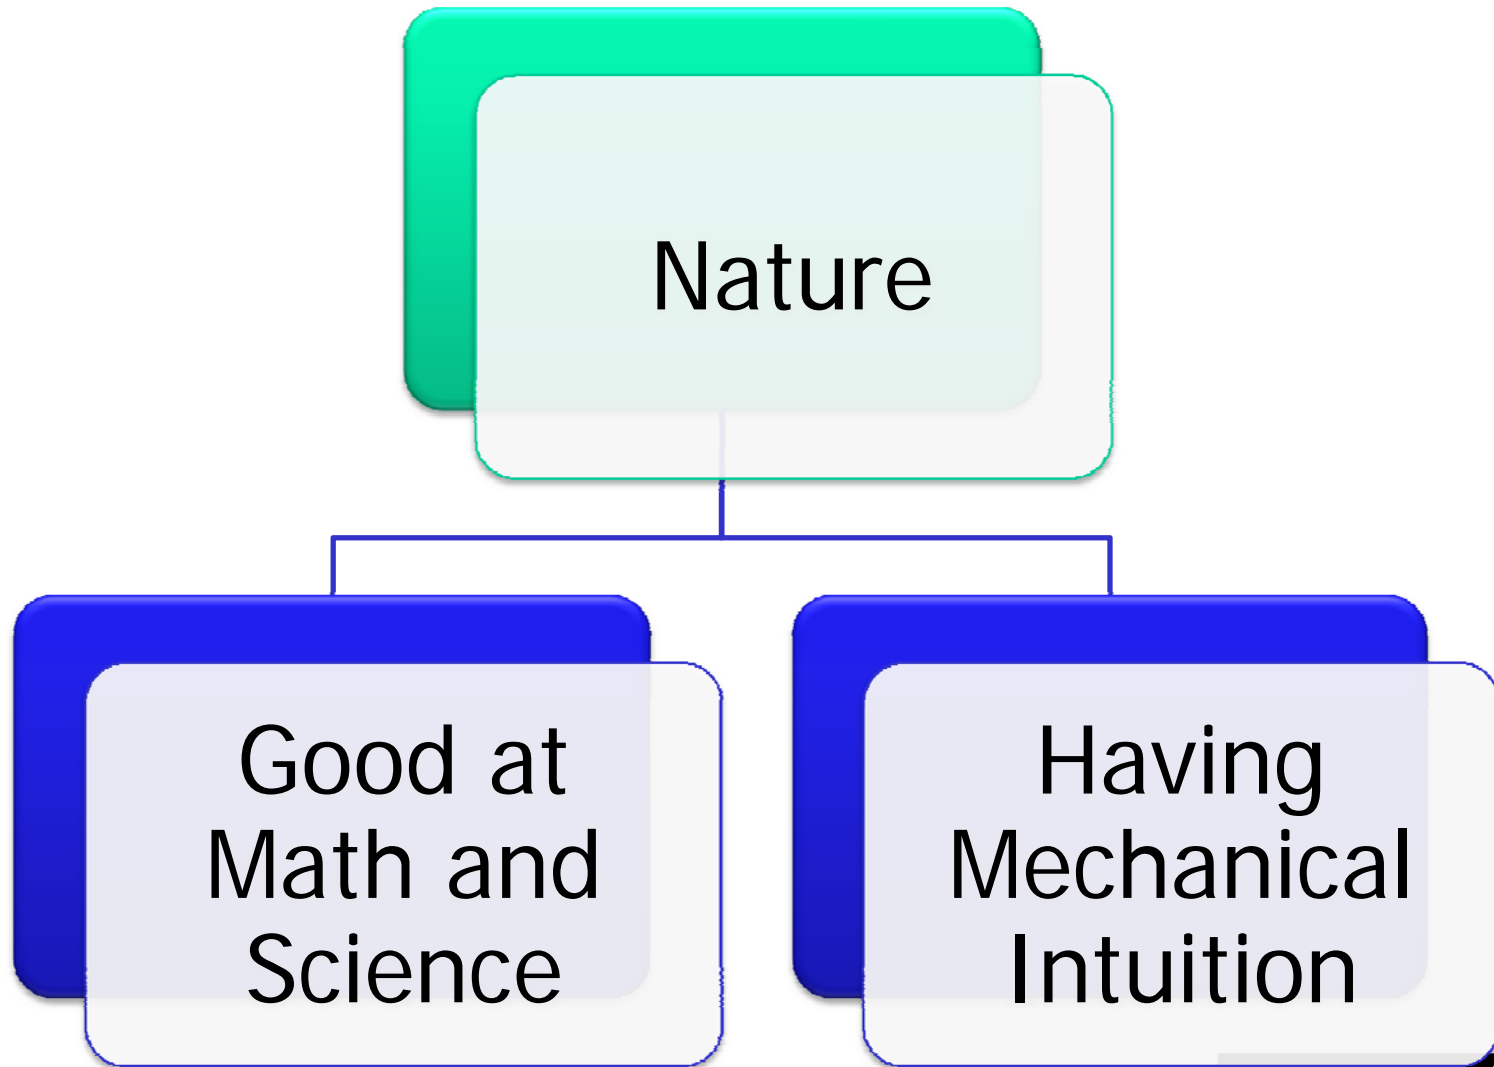 Nature
Good at
Math and
Science
Having
Mechanical
Intuition